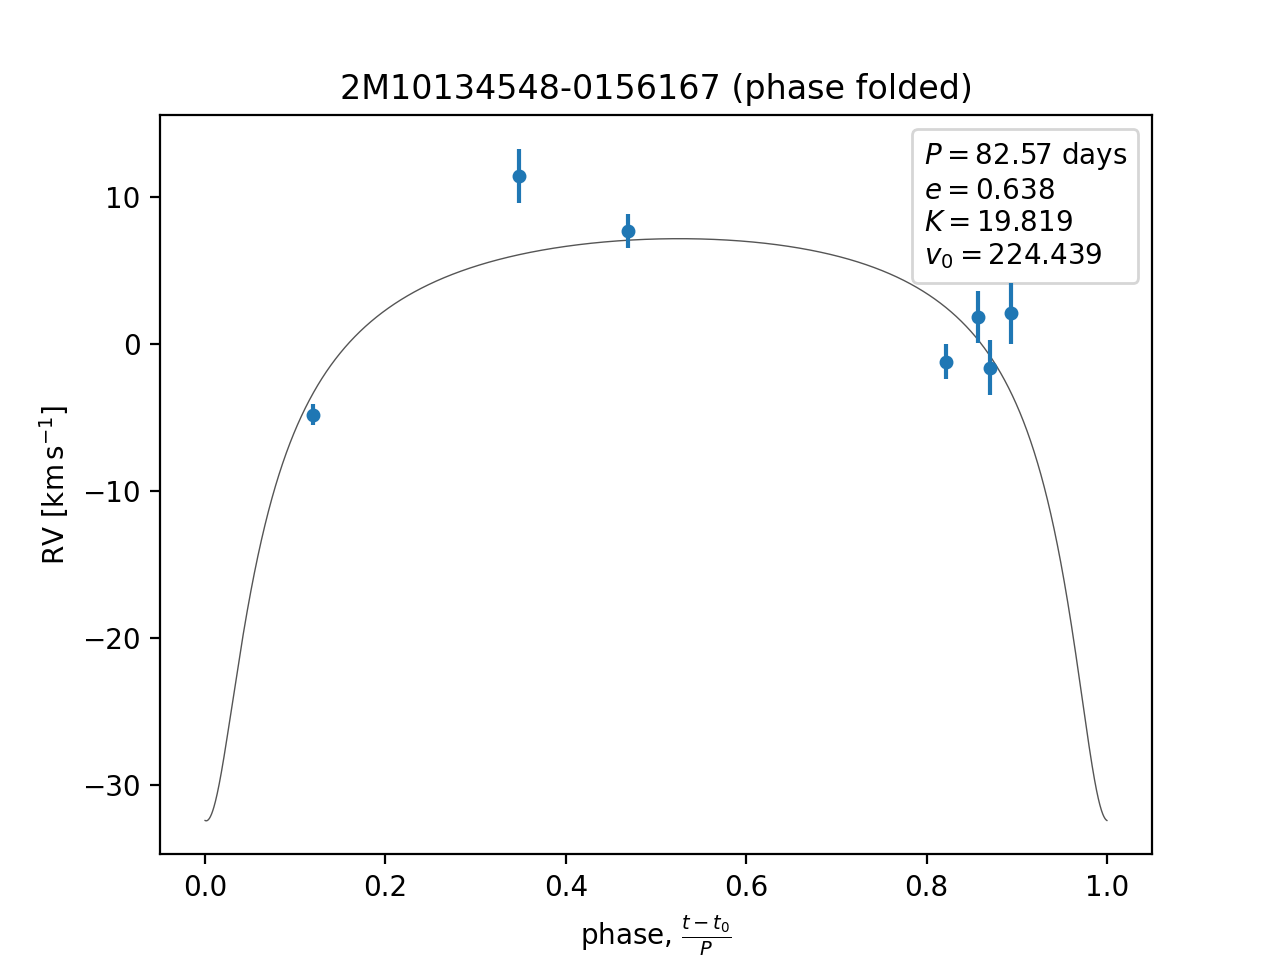 2M10134548-0156167 (phase folded)
P = 82.57 days
e = 0.638
K = 19.819
v₀ = 224.439
10
0
−10
−20
−30
RV [km s⁻¹]
0.0 0.2 0.4 0.6 0.8 1.0
phase, (t − t₀)/P